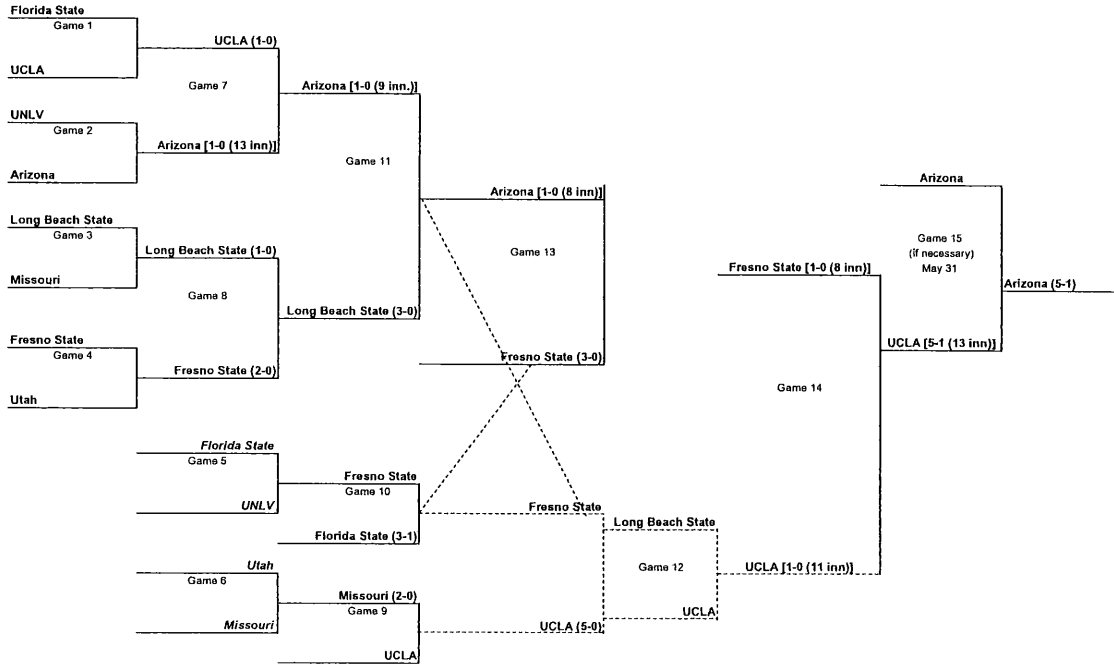 Florida State
Game 1
UCLA (1-0)
UCLA
Game 7
Arizona [1-0 (9 inn.)]
UNLV
Game 2
Arizona [1-0 (13 inn)]
Arizona
Game 11
Arizona
Arizona [1-0 (8 inn)]
Long Beach State
Game 3
Long Beach State (1-0)
Missouri
Game 8
Long Beach State (3-0)
Game 13
Fresno State
Game 4
Fresno State (2-0)
Utah
Fresno State (3-0)
Game 15
(if necessary)
May 31
Fresno State [1-0 (8 inn)]
Arizona (5-1)
UCLA [5-1 (13 inn)]
Game 14
Florida State
Game 5
UNLV
Fresno State
Game 10
Florida State (3-1)
Fresno State
Long Beach State
Game 12
UCLA [1-0 (11 inn)]
UCLA
Utah
Game 6
Missouri
Missouri (2-0)
Game 9
UCLA
UCLA (5-0)